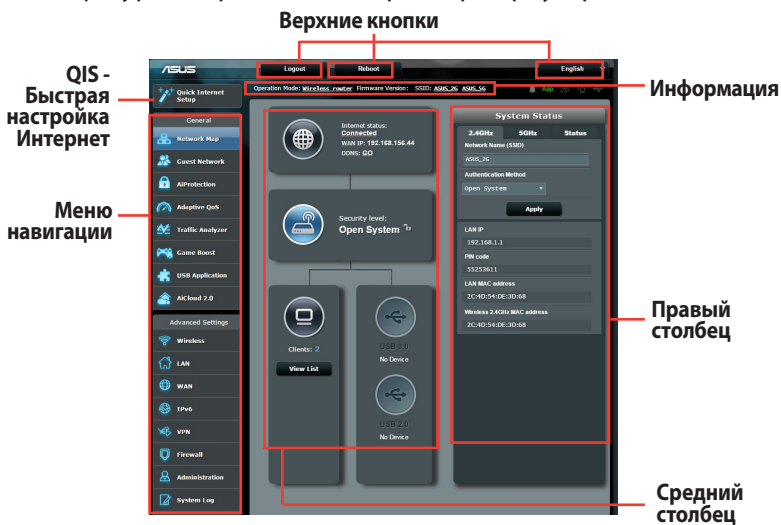 Верхние кнопки
QIS -
Быстрая
настройка
Интернет
Меню
навигации
Информация
Правый
столбец
Средний
столбец
ASUS
Logout
Reboot
English
Quick Internet
Setup
Operation Mode: Wireless router Firmware Version: SSID: ASUS_2G ASUS_5G
App
General
Network Map
Guest Network
AiProtection
Adaptive QoS
Traffic Analyzer
Game Boost
USB Application
AiCloud 2.0
Advanced Settings
Wireless
LAN
WAN
IPv6
VPN
Firewall
Administration
System Log
Internet status:
Connected
WAN IP: 192.168.156.44
DDNS: GO
Security level:
Open System
Clients: 2
View List
USB 2.0
No Device
USB 2.0
No Device
System Status
2.4GHz 5GHz Status
Network Name (SSID)
ASUS_2G
Authentication
Method
Open System
Apply
LAN IP
192.168.1.1
PIN code
55253611
LAN MAC address
2C:4D:54:DE:3D:68
Wireless 2.4GHz MAC address
2C:4D:54:DE:3D:68